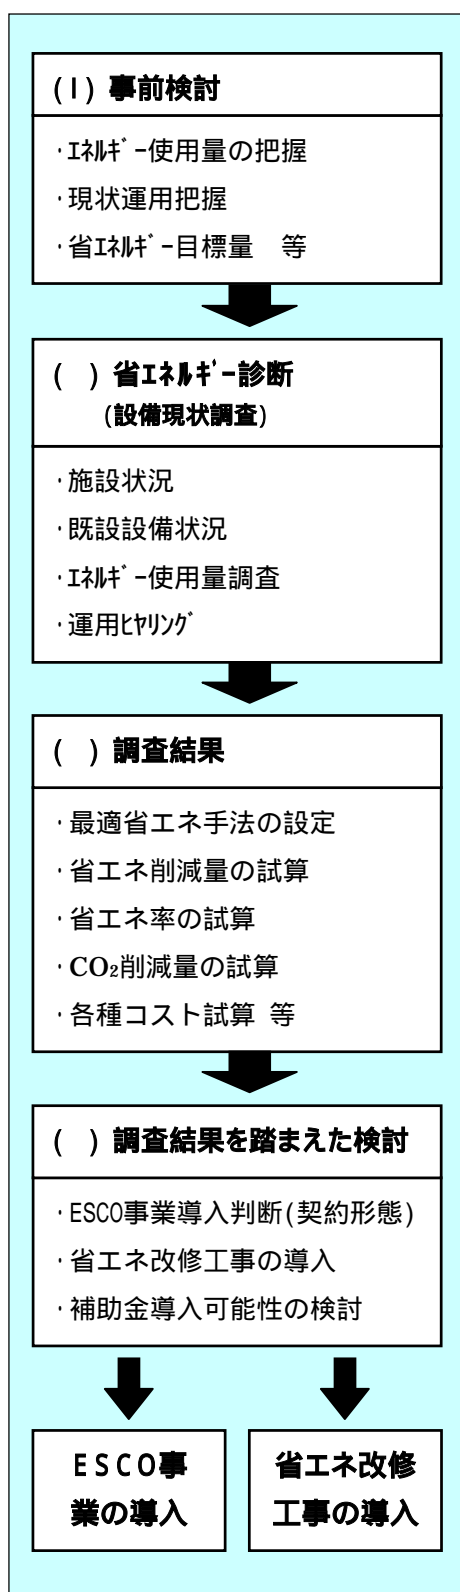 (I) 事前検討
･ｴﾈﾙｷﾞｰ使用量の把握
･現状運用把握
･省ｴﾈﾙｷﾞｰ目標量　等
(　) 省ｴﾈﾙｷﾞｰ診断
(設備現状調査)
･施設状況
･既設設備状況
･ｴﾈﾙｷﾞｰ使用量調査
･運用ﾋﾔﾘﾝｸﾞ
(　) 調査結果
･最適省エネ手法の設定
･省エネ削減量の試算
･省エネ率の試算
･CO₂削減量の試算
･各種コスト試算 等
(　) 調査結果を踏まえた検討
･ESCO事業導入判断(契約形態)
･省エネ改修工事の導入
･補助金導入可能性の検討
ＥＳＣＯ事
業の導入
省エネ改修
工事の導入